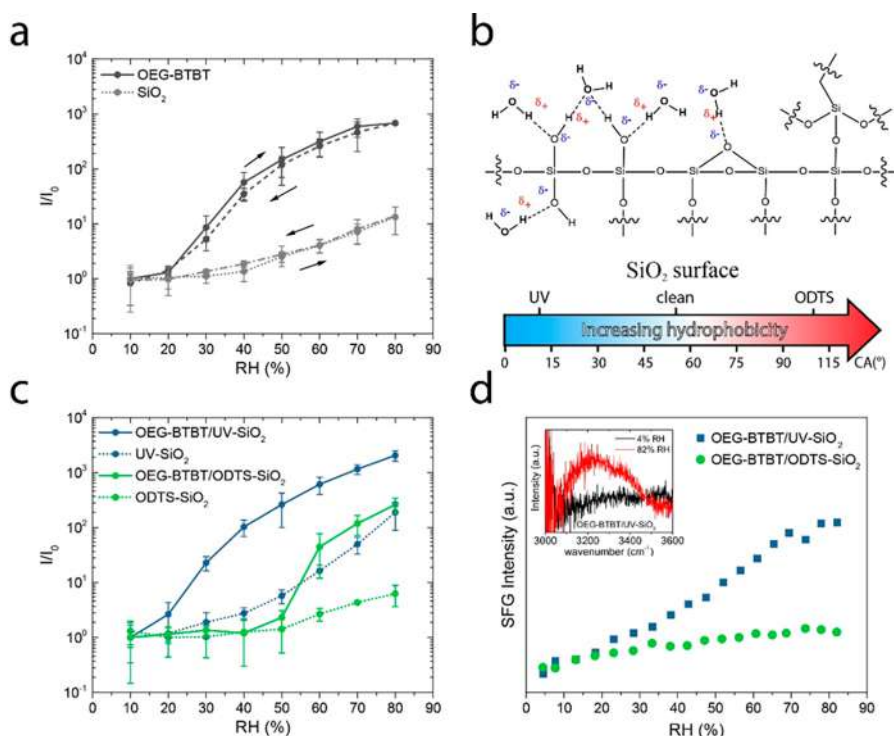 a
10⁴
10³
10²
10¹
10⁰
10⁻¹
I/I₀
OEG-BTBT
SiO₂
0 10 20 30 40 50 60 70 80 90
RH (%)
b
δ- δ+ H O
Si O Si O Si O Si O Si
SiO₂ surface
UV clean ODTS
Increasing hydrophobicity
0 15 30 45 60 75 90 115 CA(°)
c
10⁴
10³
10²
10¹
10⁰
10⁻¹
I/I₀
OEG-BTBT/UV-SiO₂
UV-SiO₂
OEG-BTBT/ODTS-SiO₂
ODTS-SiO₂
0 10 20 30 40 50 60 70 80 90
RH (%)
d
SFG Intensity (a.u.)
Intensity (a.u.)
4% RH
82% RH
OEG-BTBT/UV-SiO₂
3000 3200 3400 3600
wavenumber (cm⁻¹)
OEG-BTBT/UV-SiO₂
OEG-BTBT/ODTS-SiO₂
0 10 20 30 40 50 60 70 80 90
RH (%)